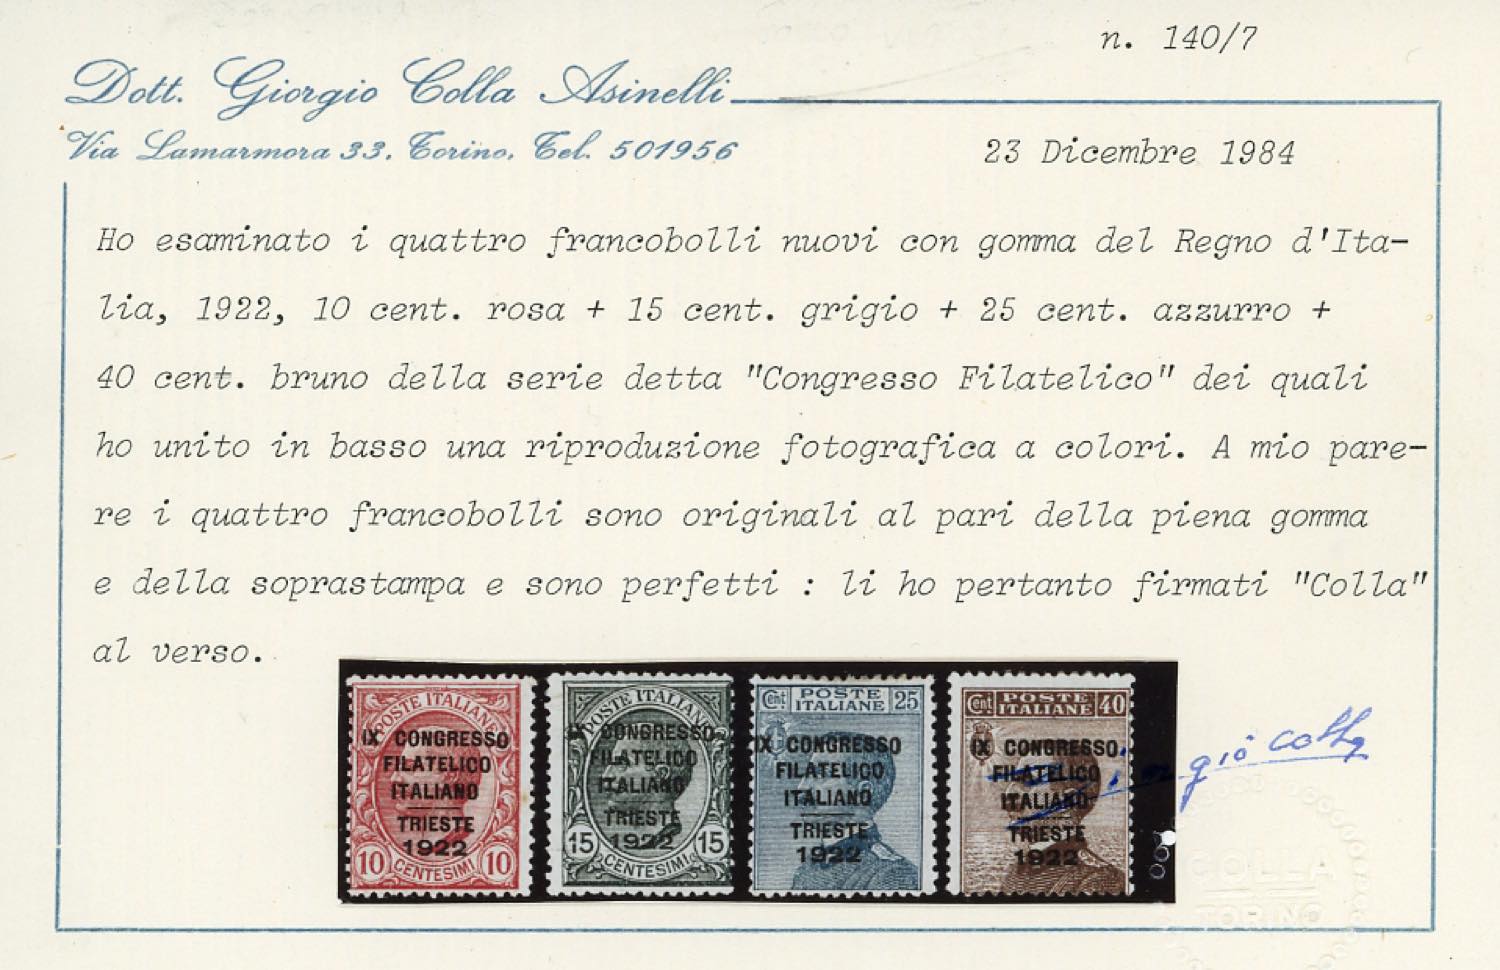 n. 140/7
Dott. Giorgio Colla Asinelli
Via Lamarmora 33. Torino. Tel. 501956
23 Dicembre 1984
Ho esaminato i quattro francobolli nuovi con gomma del Regno d'Ita-
lia, 1922, 10 cent. rosa + 15 cent. grigio + 25 cent. azzurro +
40 cent. bruno della serie detta "Congresso Filatelico" dei quali
ho unito in basso una riproduzione fotografica a colori. A mio pare-
re i quattro francobolli sono originali al pari della piena gomma
e della soprastampa e sono perfetti : li ho pertanto firmati "Colla"
al verso.
POSTE ITALIANE
IX CONGRESSO
FILATELICO
ITALIANO
TRIESTE
1922
10 CENTESIMI 10
POSTE ITALIANE
IX CONGRESSO
FILATELICO
ITALIANO
TRIESTE
1922
15 CENTESIMI 15
Cent POSTE ITALIANE 25
IX CONGRESSO
FILATELICO
ITALIANO
TRIESTE
1922
Cent POSTE ITALIANE 40
IX CONGRESSO
FILATELICO
ITALIANO
TRIESTE
1922
Giorgio Colla
COLLA
TORINO